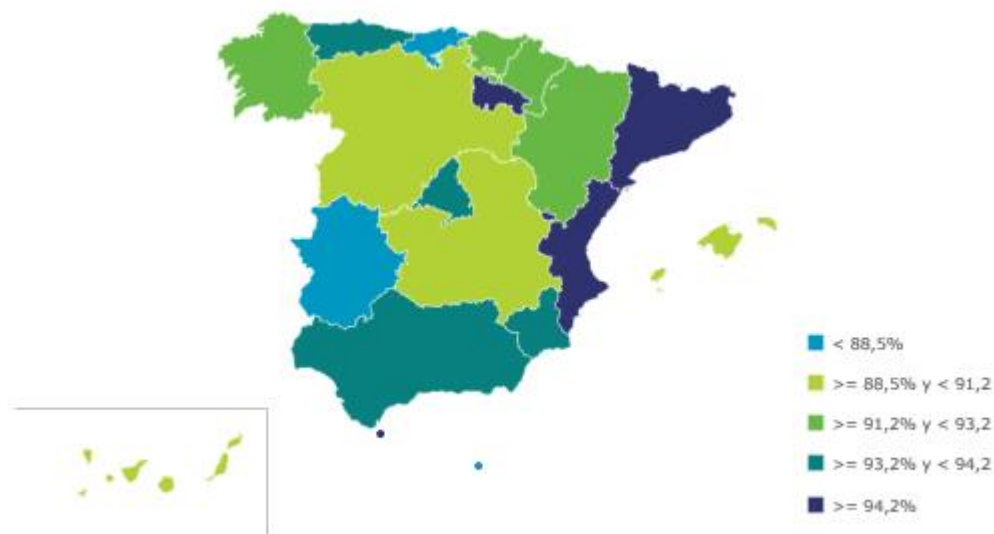 < 88,5%
>= 88,5% y < 91,2
>= 91,2% y < 93,2
>= 93,2% y < 94,2
>= 94,2%